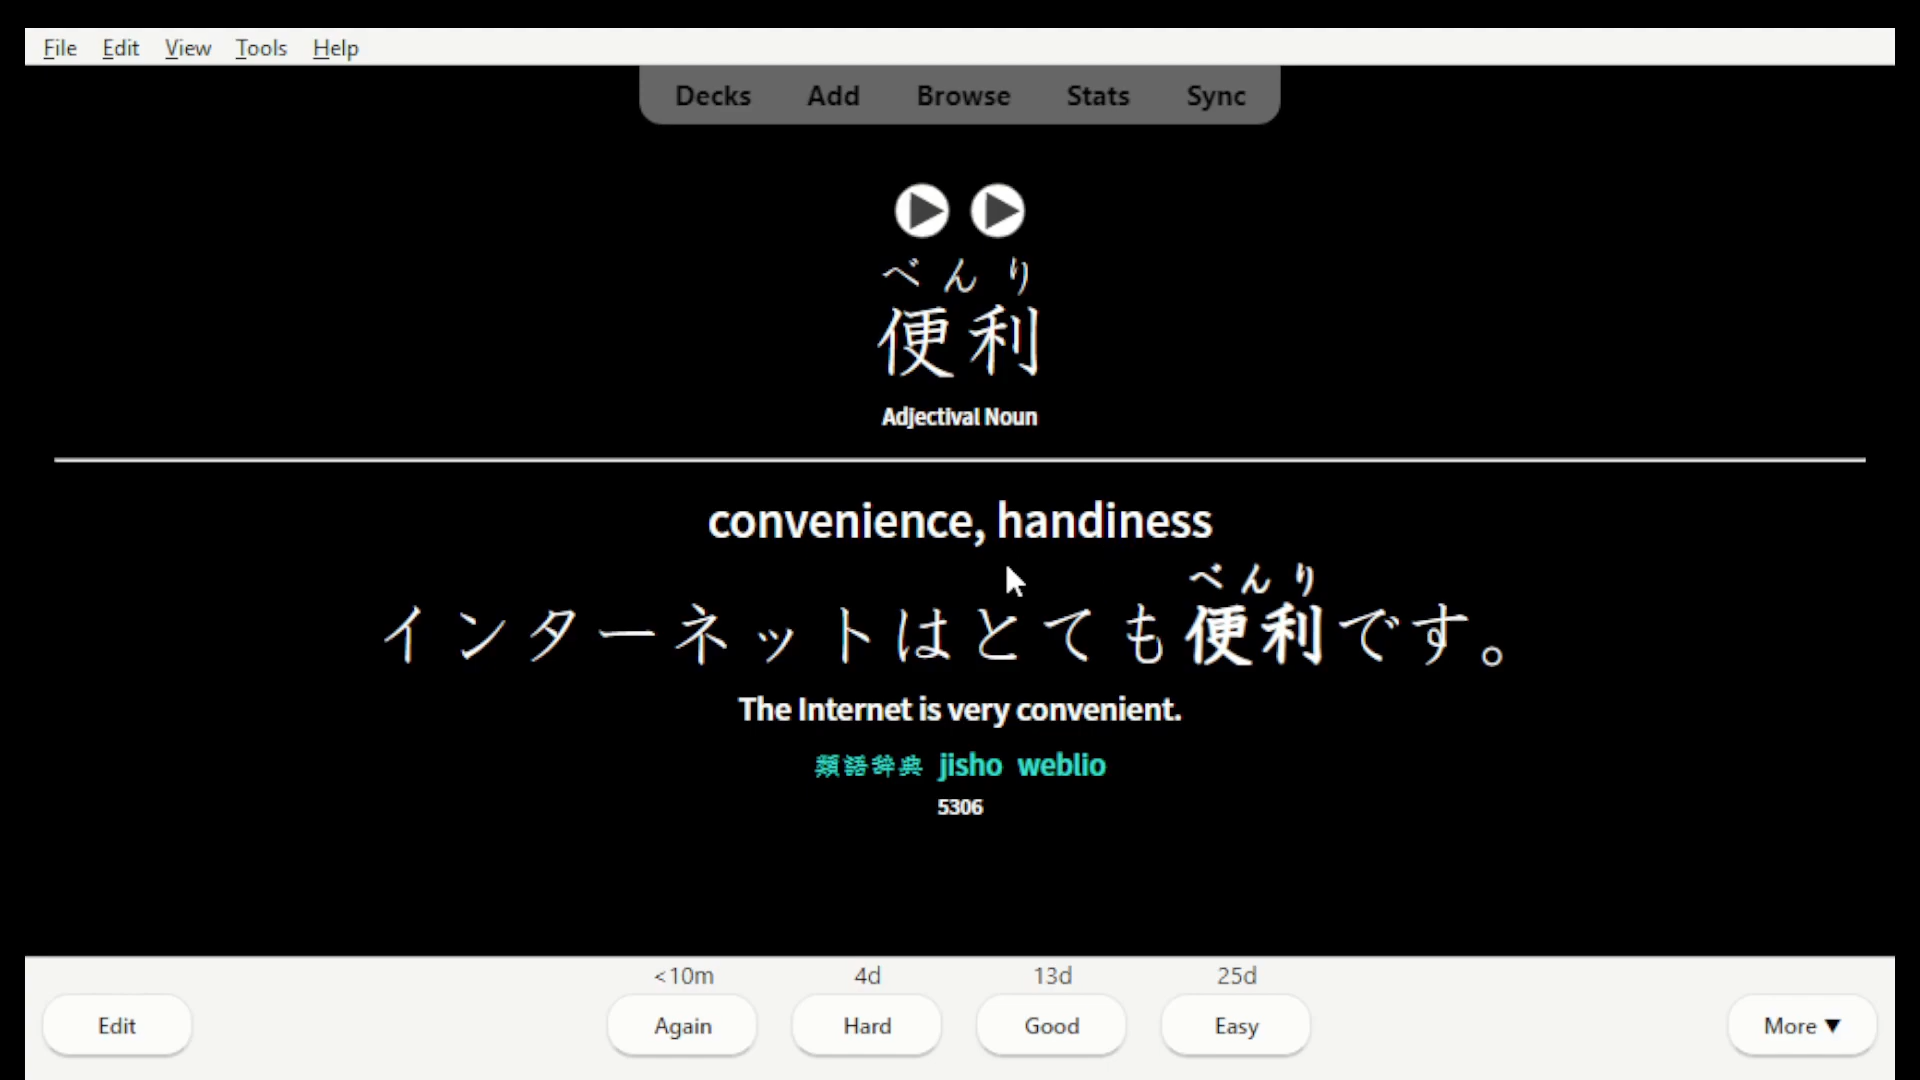 File Edit View Tools Help
Decks Add Browse Stats Sync
べんり
便利
Adjectival Noun
convenience, handiness
べんり
インターネットはとても便利です。
The Internet is very convenient.
類語辞典 jisho weblio
5306
<10m 4d 13d 25d
Edit Again Hard Good Easy More ▼